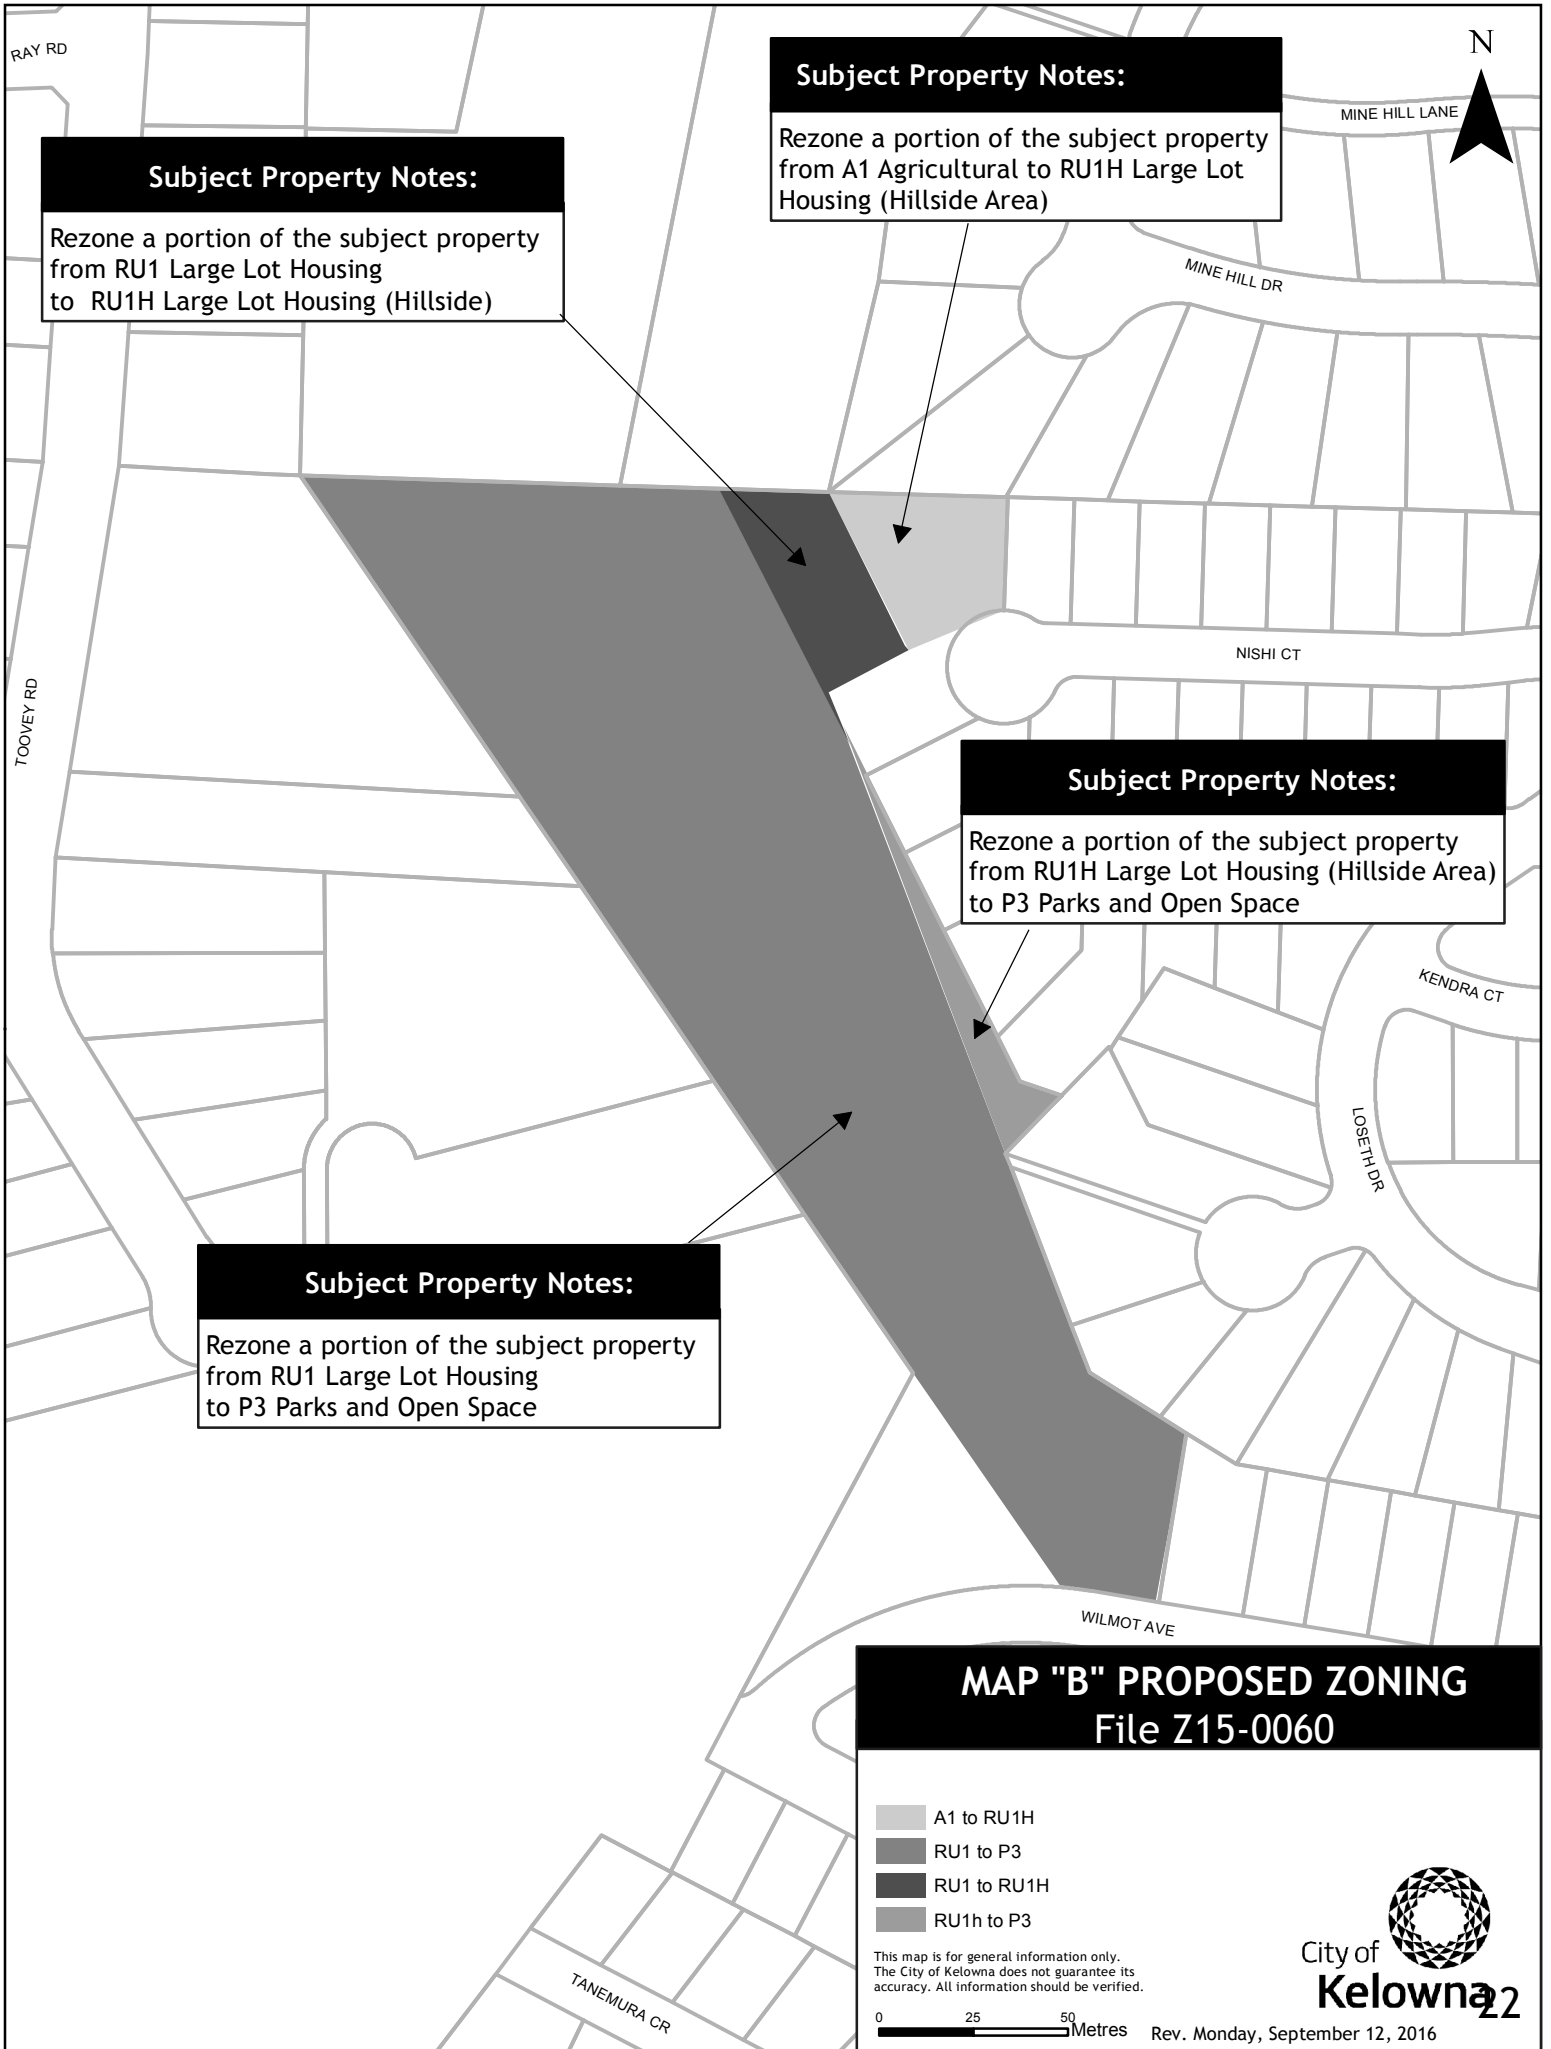 RAY RD
N
Subject Property Notes:
Rezone a portion of the subject property
from A1 Agricultural to RU1H Large Lot
Housing (Hillside Area)
MINE HILL LANE
Subject Property Notes:
Rezone a portion of the subject property
from RU1 Large Lot Housing
to RU1H Large Lot Housing (Hillside)
MINE HILL DR
NISHI CT
TOOVEY RD
Subject Property Notes:
Rezone a portion of the subject property
from RU1H Large Lot Housing (Hillside Area)
to P3 Parks and Open Space
KENDRA CT
LOSETH DR
Subject Property Notes:
Rezone a portion of the subject property
from RU1 Large Lot Housing
to P3 Parks and Open Space
WILMOT AVE
MAP "B" PROPOSED ZONING
File Z15-0060
A1 to RU1H
RU1 to P3
RU1 to RU1H
RU1h to P3
This map is for general information only.
The City of Kelowna does not guarantee its
accuracy. All information should be verified.
City of
Kelowna
22
TANEMURA CR
0 25 50 Metres
Rev. Monday, September 12, 2016